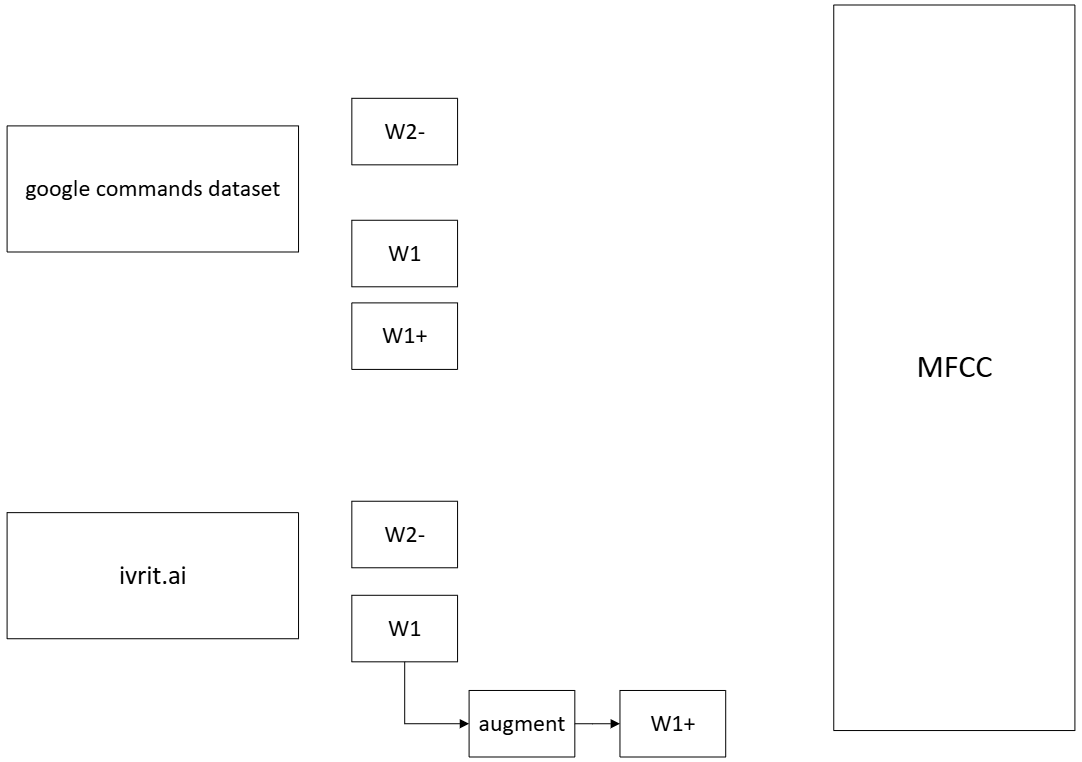 W2-
google commands dataset
W1
W1+
MFCC
W2-
ivrit.ai
W1
augment
W1+